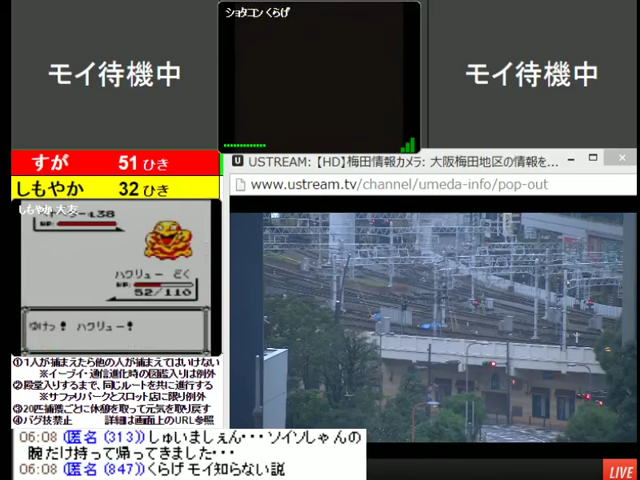 モイ待機中
ショタコン くらげ
モイ待機中
すが 51 ひき
しもやか 32 ひき
USTREAM: 【HD】梅田情報カメラ: 大阪梅田地区の情報を...
www.ustream.tv/channel/umeda-info/pop-out
しもやか 大友
ハクリュー どく
52/110
ゆけっ! ハクリュー!
①1人が捕まえたら他の人が捕まえてはいけない
※イーブイ・通信進化時の図鑑入りは例外
②殿堂入りするまで、同じルートを共に進行する
※サファリパークとスロット店に限り例外
③20匹捕獲ごとに休憩を取って元気を取り戻す
④バグ技禁止 詳細は画面上のURL参照
06:08 (匿名 (313)) しゅいましぇん・・・ソイソしゃんの
腕だけ持って帰ってきました・・・
06:08 (匿名 (847)) くらげ モイ知らない説
LIVE